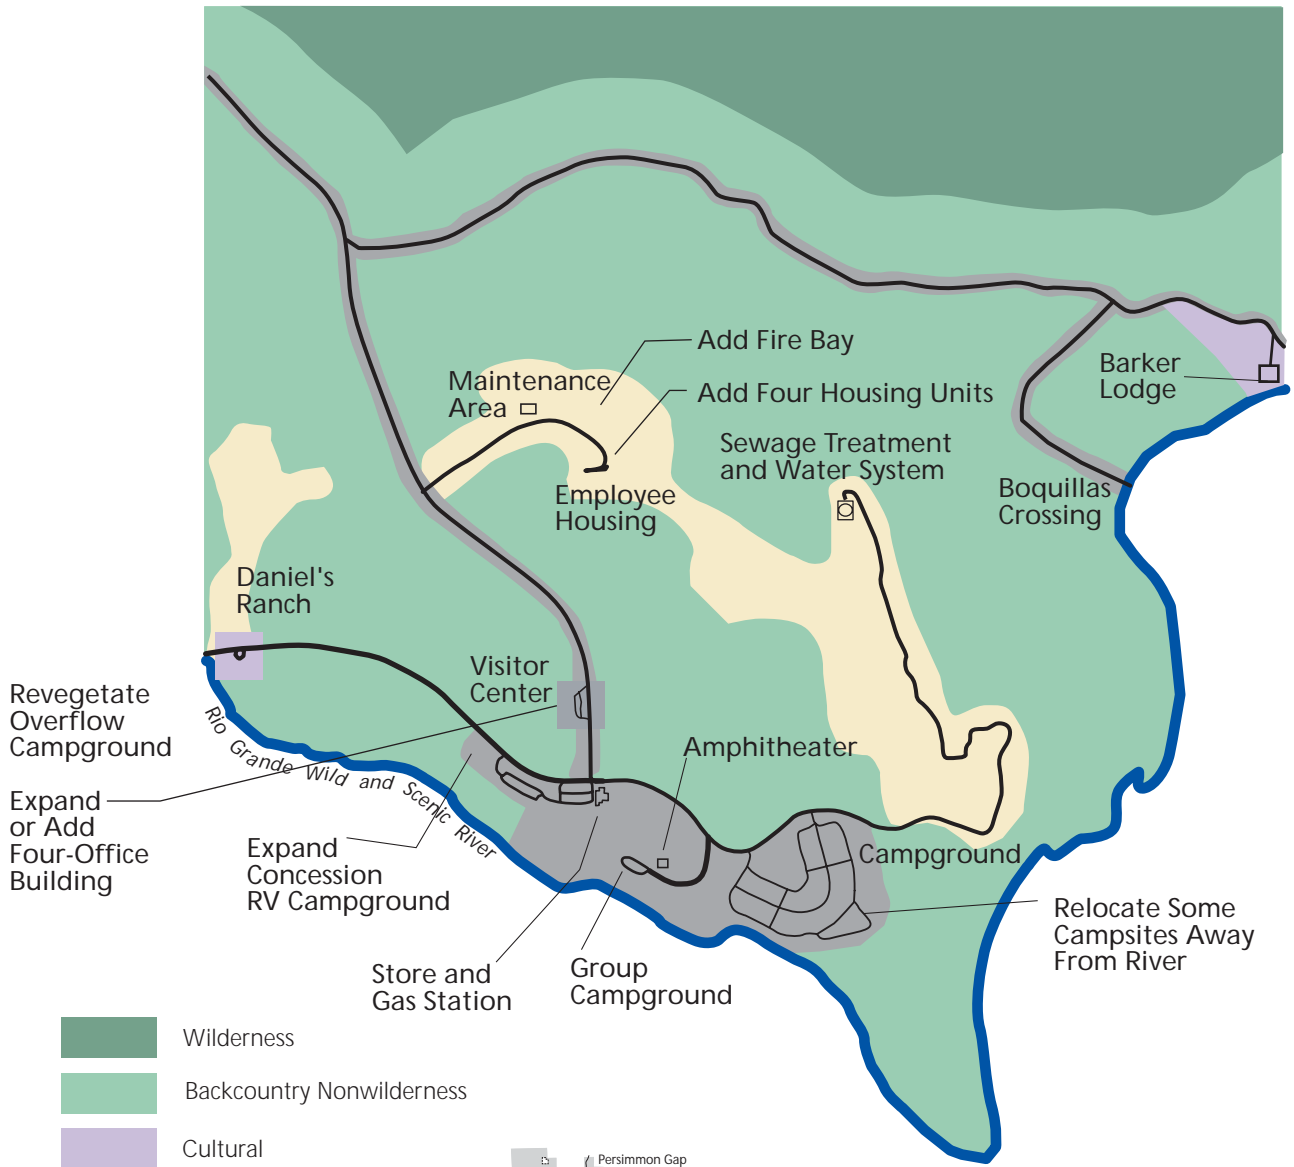 Add Fire Bay
Maintenance
Area
Add Four Housing Units
Barker
Lodge
Sewage Treatment
and Water System
Employee
Housing
Boquillas
Crossing
Daniel's
Ranch
Visitor
Center
Revegetate
Overflow
Campground
Rio Grande Wild and Scenic River
Amphitheater
Expand
or Add
Four-Office
Building
Expand
Concession
RV Campground
Campground
Relocate Some
Campsites Away
From River
Store and
Gas Station
Group
Campground
Wilderness
Backcountry Nonwilderness
Cultural
Persimmon Gap